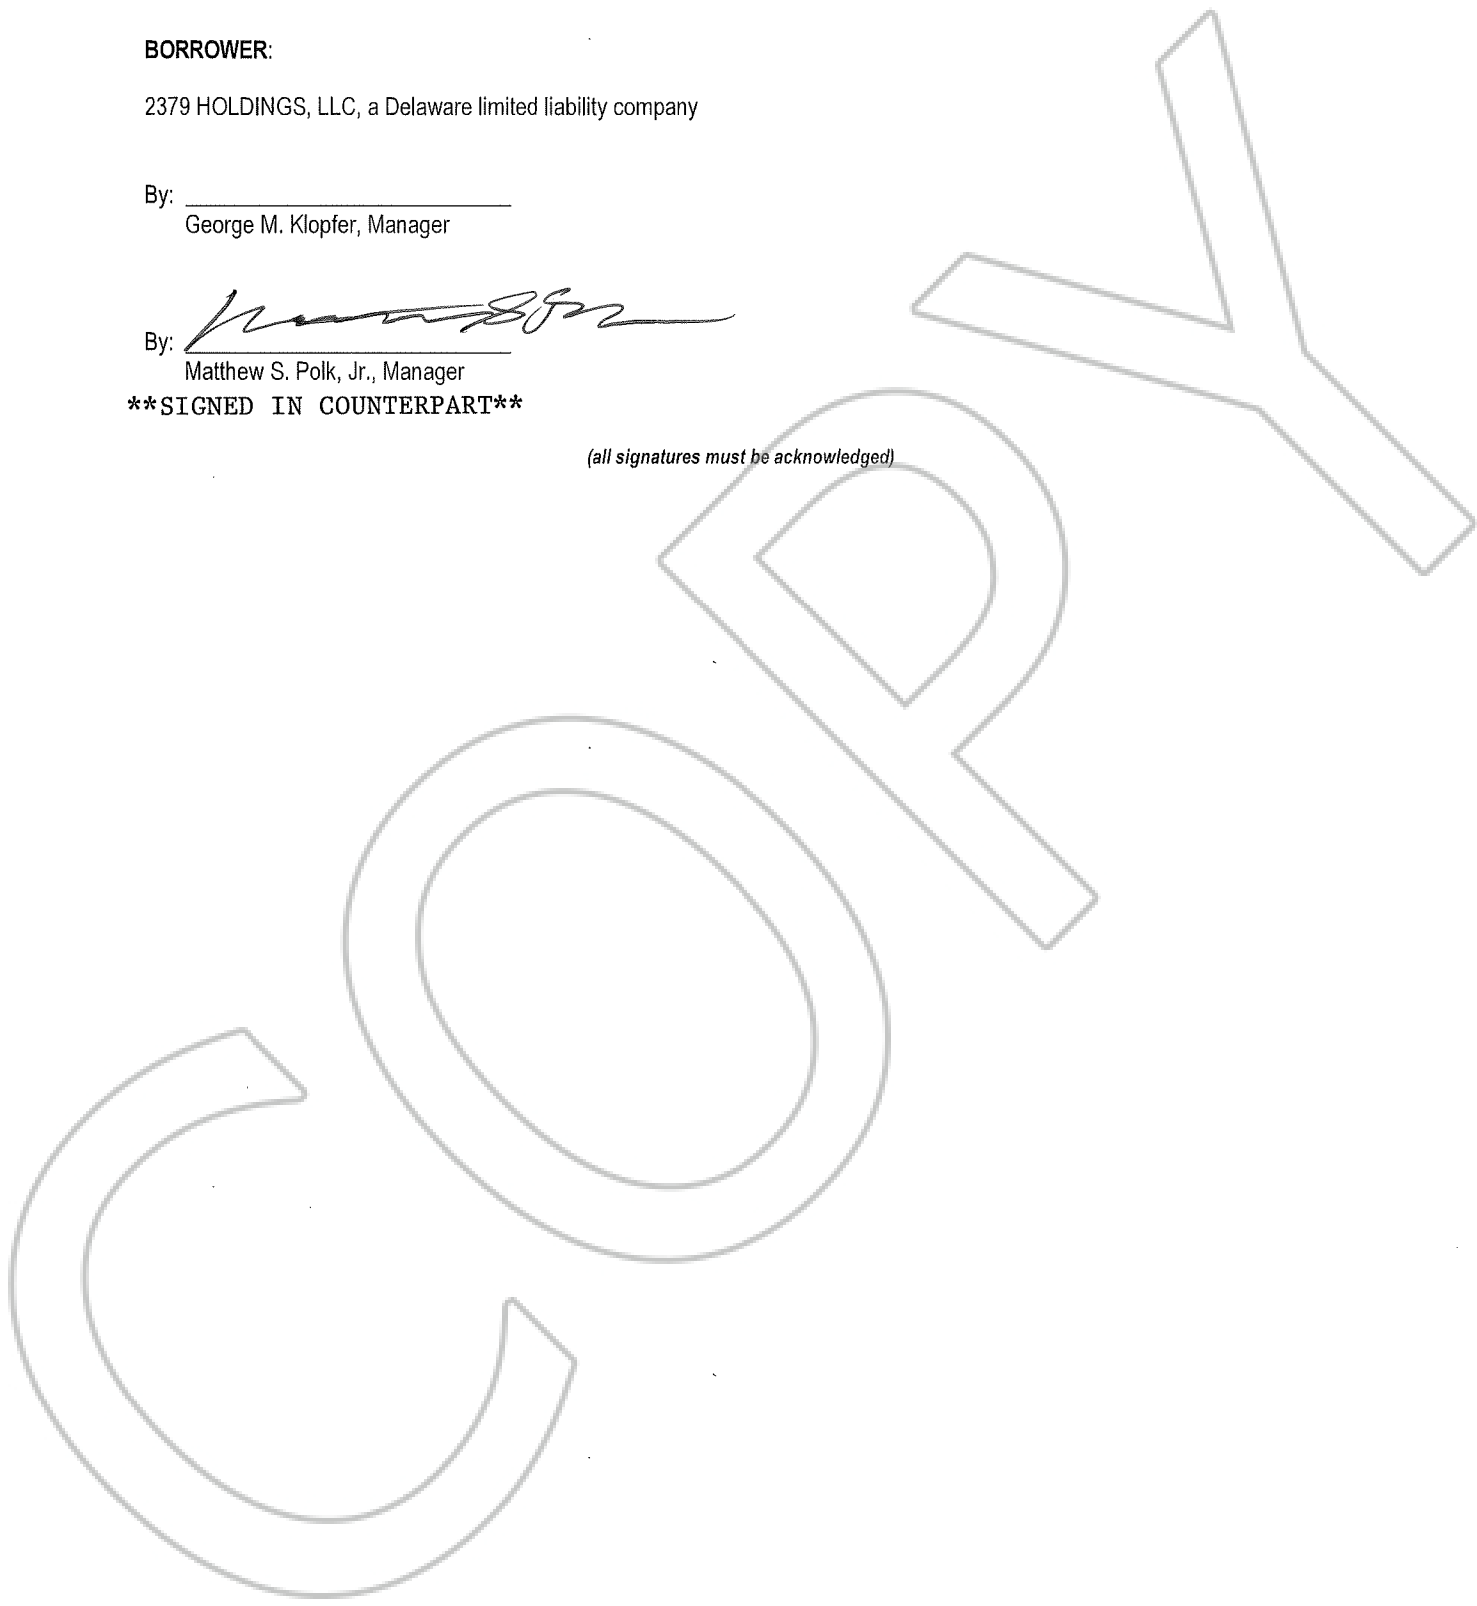 BORROWER:
2379 HOLDINGS, LLC, a Delaware limited liability company
By:
George M. Klopfer, Manager
By:
Matthew S. Polk, Jr., Manager
**SIGNED IN COUNTERPART**
(all signatures must be acknowledged)
COPY